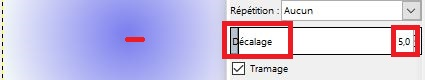 Répétition : Aucun
Décalage 5,0
Tramage